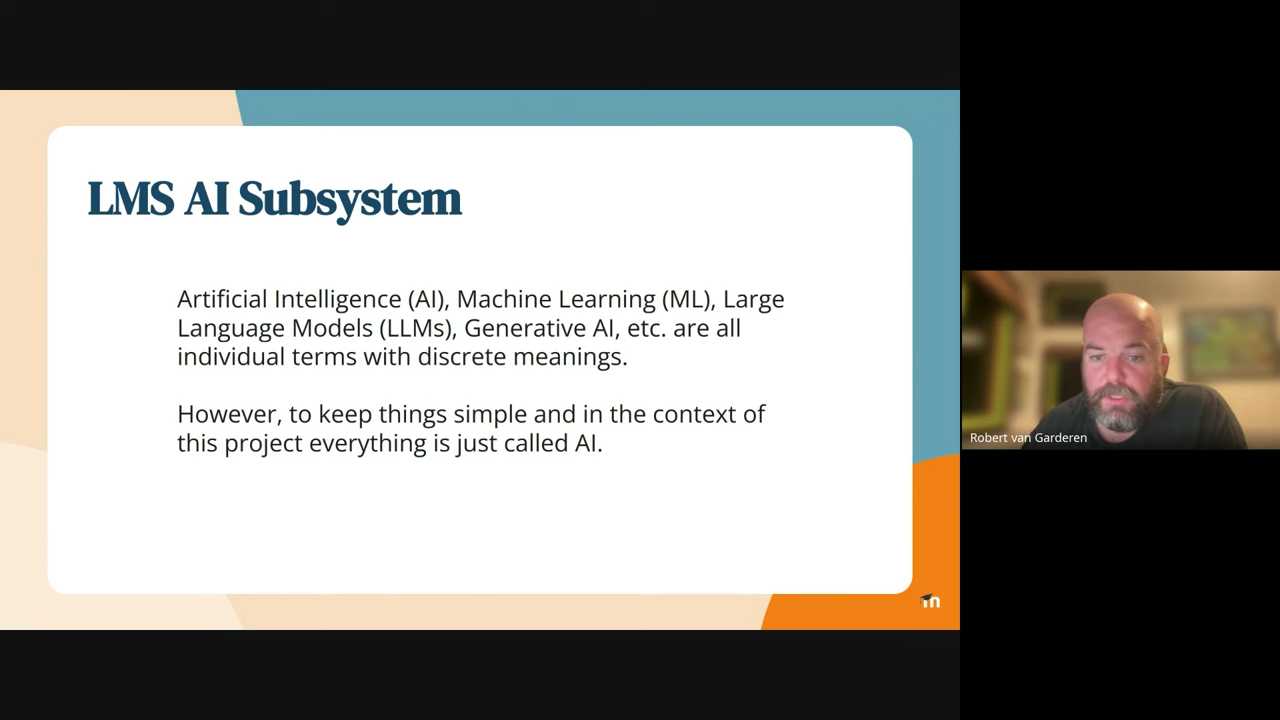 LMS AI Subsystem
Artificial Intelligence (AI), Machine Learning (ML), Large
Language Models (LLMs), Generative AI, etc. are all
individual terms with discrete meanings.
However, to keep things simple and in the context of
this project everything is just called AI.
Robert van Garderen
m